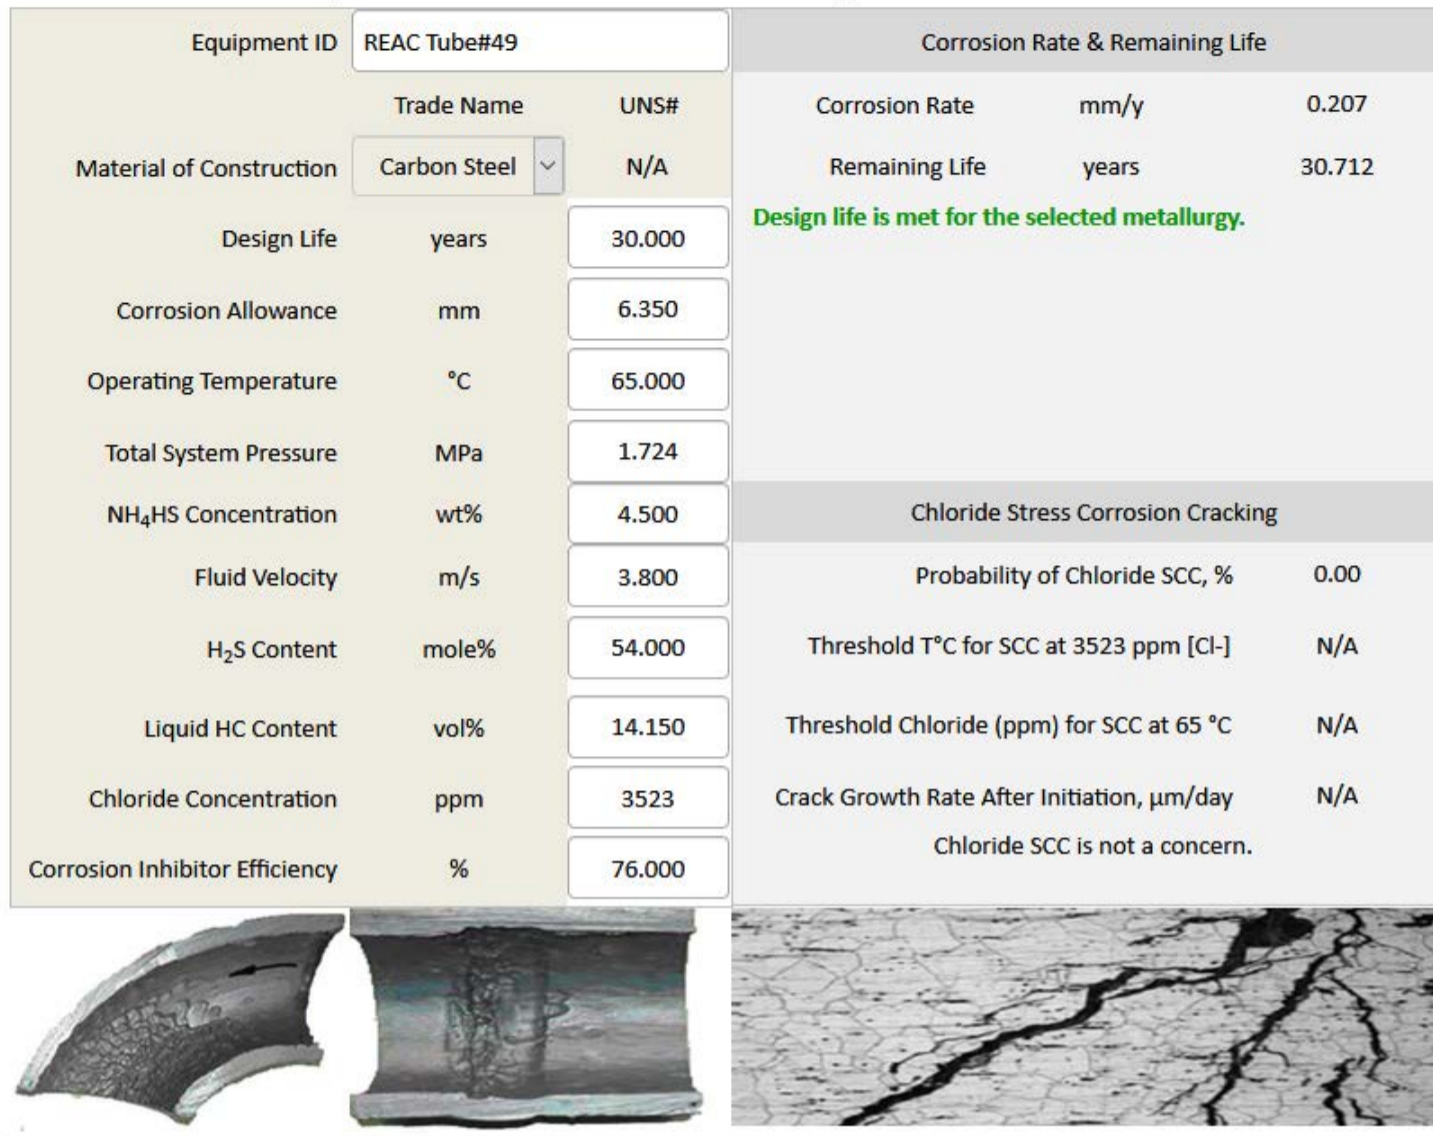 Equipment ID REAC Tube#49
Trade Name UNS#
Material of Construction Carbon Steel N/A
Design Life years 30.000
Corrosion Allowance mm 6.350
Operating Temperature °C 65.000
Total System Pressure MPa 1.724
NH₄HS Concentration wt% 4.500
Fluid Velocity m/s 3.800
H₂S Content mole% 54.000
Liquid HC Content vol% 14.150
Chloride Concentration ppm 3523
Corrosion Inhibitor Efficiency % 76.000
Corrosion Rate & Remaining Life
Corrosion Rate mm/y 0.207
Remaining Life years 30.712
Design life is met for the selected metallurgy.
Chloride Stress Corrosion Cracking
Probability of Chloride SCC, % 0.00
Threshold T°C for SCC at 3523 ppm [Cl-] N/A
Threshold Chloride (ppm) for SCC at 65 °C N/A
Crack Growth Rate After Initiation, µm/day N/A
Chloride SCC is not a concern.